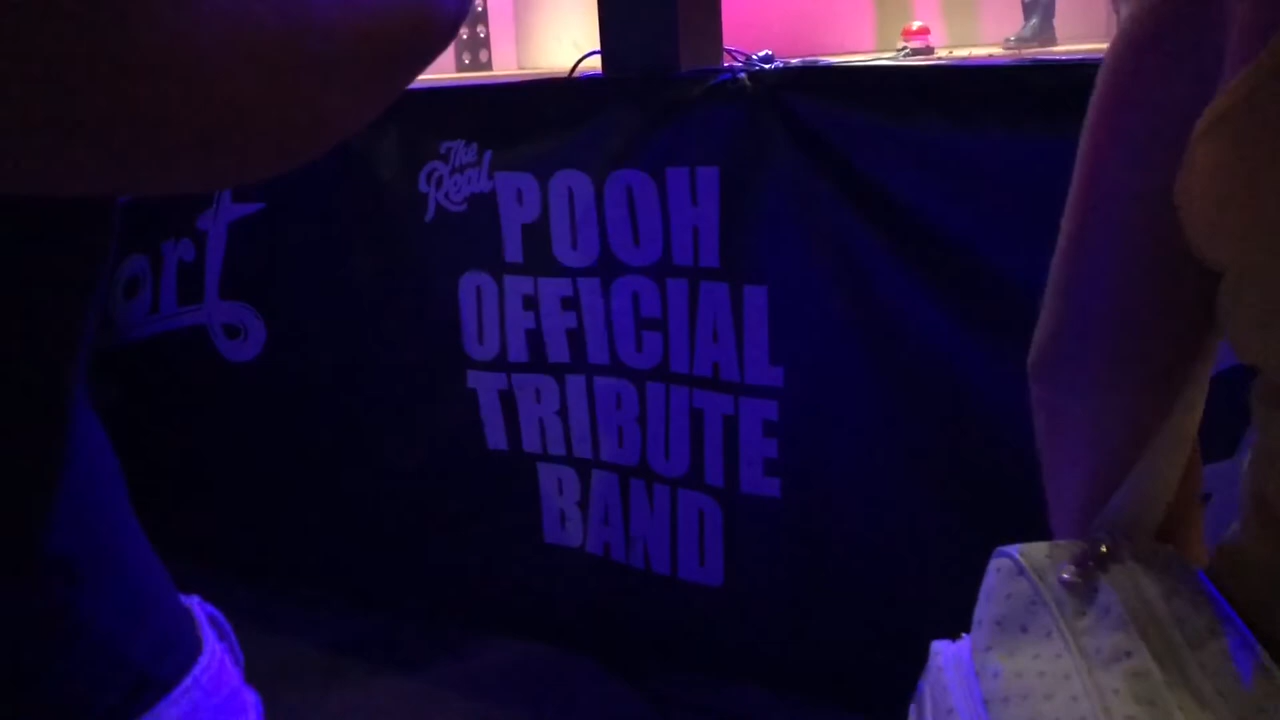 The
Real
POOH
OFFICIAL
TRIBUTE
BAND